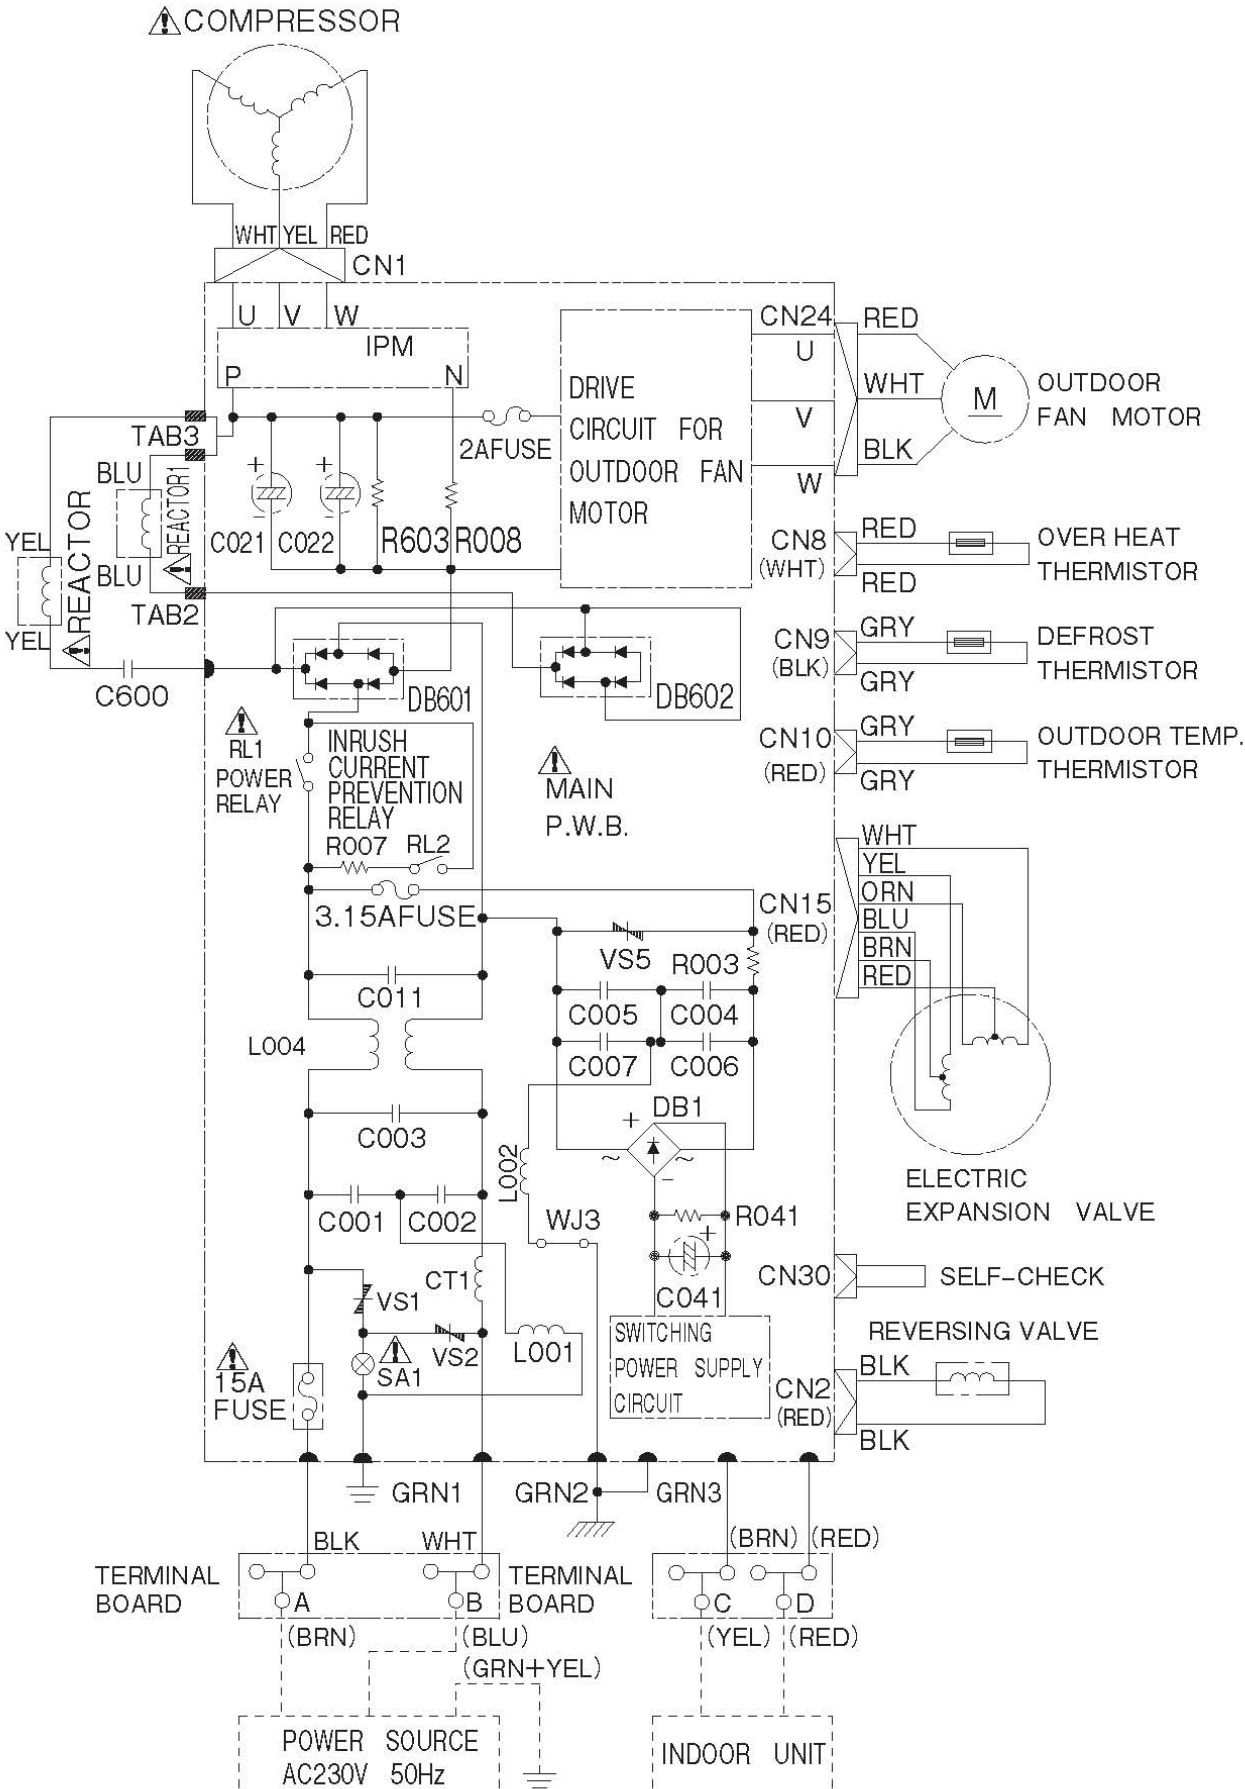 COMPRESSOR
WHT YEL RED
CN1
U V W
IPM
P N
TAB3
2AFUSE
DRIVE
CIRCUIT FOR
OUTDOOR FAN
MOTOR
CN24
U
V
W
RED
WHT
BLK
M
OUTDOOR
FAN MOTOR
BLU
REACTOR1
BLU
YEL
REACTOR
YEL
+ + 
- -
C021 C022 R603 R008
TAB2
C600
DB601
DB602
CN8
(WHT)
RED
RED
OVER HEAT
THERMISTOR
CN9
(BLK)
GRY
GRY
DEFROST
THERMISTOR
CN10
(RED)
GRY
GRY
OUTDOOR TEMP.
THERMISTOR
RL1
POWER
RELAY
INRUSH
CURRENT
PREVENTION
RELAY
R007 RL2
MAIN
P.W.B.
3.15AFUSE
CN15
(RED)
WHT
YEL
ORN
BLU
BRN
RED
ELECTRIC
EXPANSION VALVE
VS5 R003
C011
C005 C004
L004
C007 C006
C003
DB1
+
~ ~
-
L002
C001 C002
WJ3
R041
+
C041
CT1
VS1
VS2
L001
SA1
15A
FUSE
SWITCHING
POWER SUPPLY
CIRCUIT
CN30
SELF-CHECK
REVERSING VALVE
CN2
(RED)
BLK
BLK
GRN1 GRN2 GRN3
BLK WHT
(BRN) (RED)
TERMINAL
BOARD
A B
TERMINAL
BOARD
C D
(BRN) (BLU)
(GRN+YEL)
(YEL) (RED)
POWER SOURCE
AC230V 50Hz
INDOOR UNIT